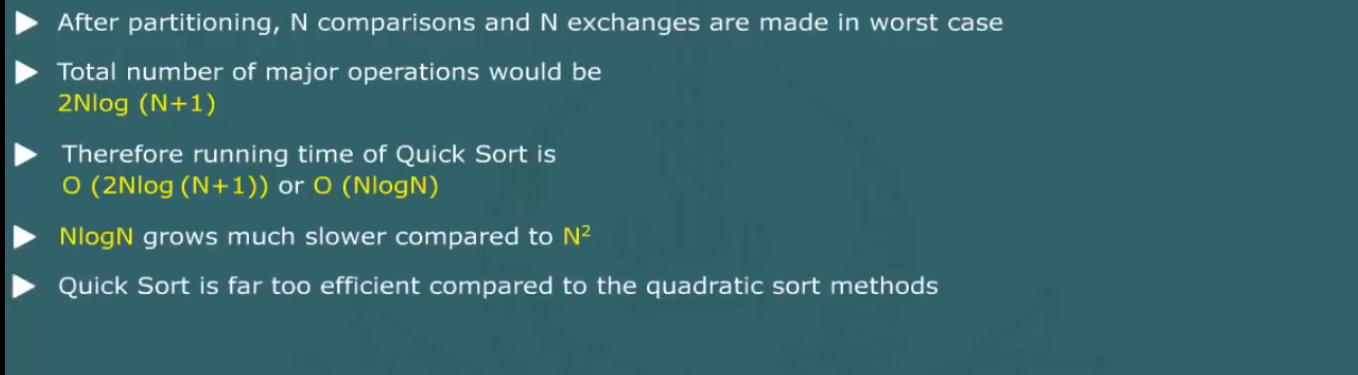 After partitioning, N comparisons and N exchanges are made in worst case
Total number of major operations would be
2Nlog (N+1)
Therefore running time of Quick Sort is
O (2Nlog (N+1)) or O (NlogN)
NlogN grows much slower compared to N²
Quick Sort is far too efficient compared to the quadratic sort methods